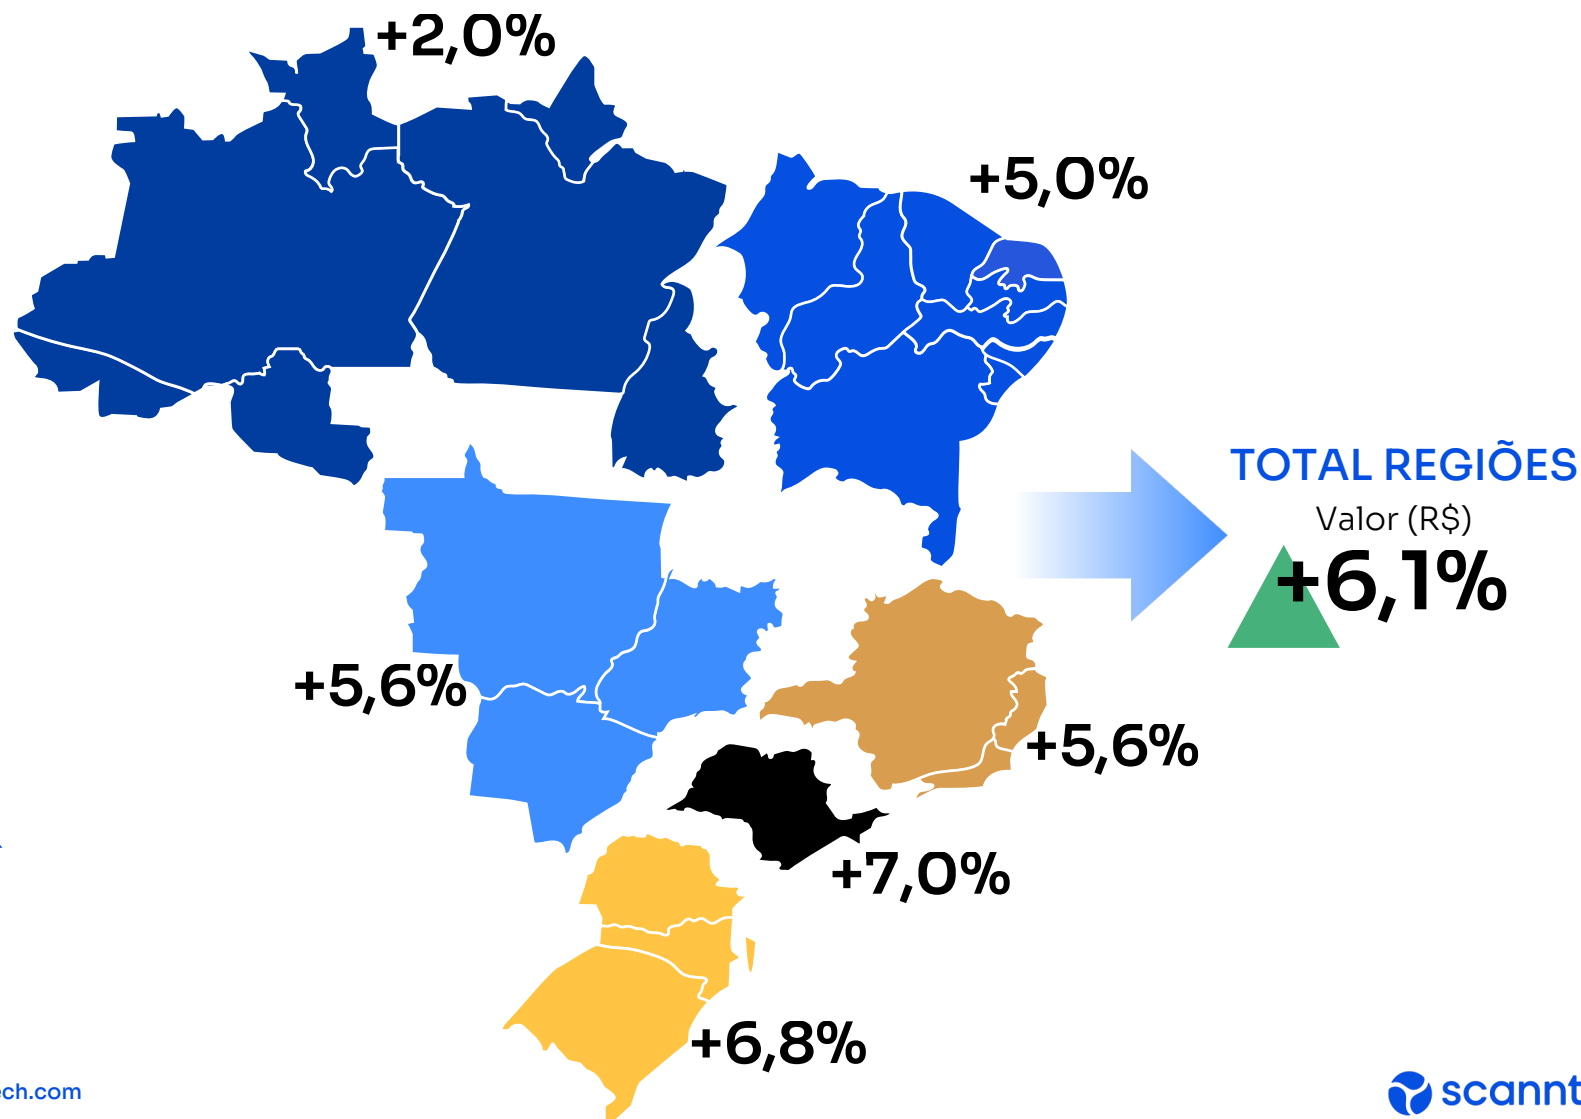 +2,0%
+5,0%
TOTAL REGIÕES
Valor (R$)
+6,1%
+5,6%
+5,6%
+7,0%
+6,8%
ech.com
scannt